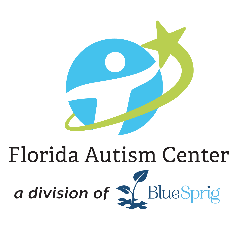 Florida Autism Center
a division of BlueSprig